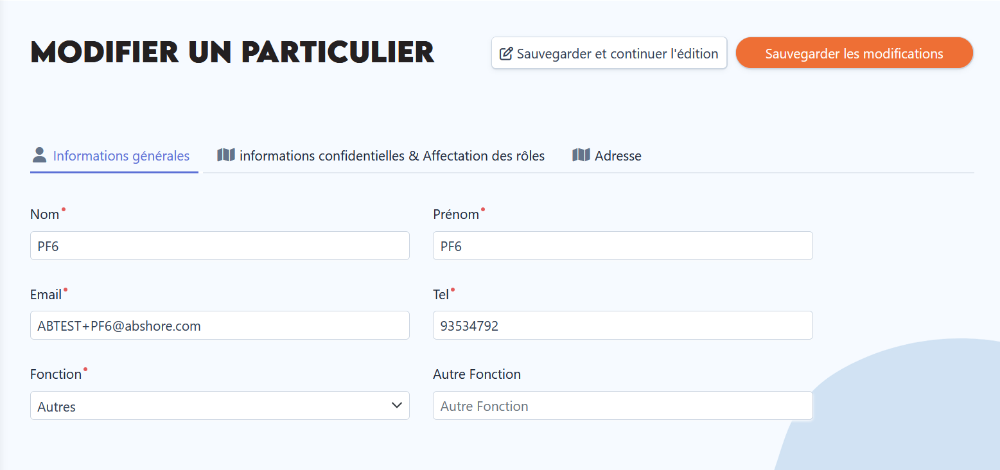 MODIFIER UN PARTICULIER
Sauvegarder et continuer l'édition
Sauvegarder les modifications
Informations générales
informations confidentielles & Affectation des rôles
Adresse
Nom
Prénom
PF6
PF6
Email
Tel
ABTEST+PF6@abshore.com
93534792
Fonction
Autre Fonction
Autres
Autre Fonction